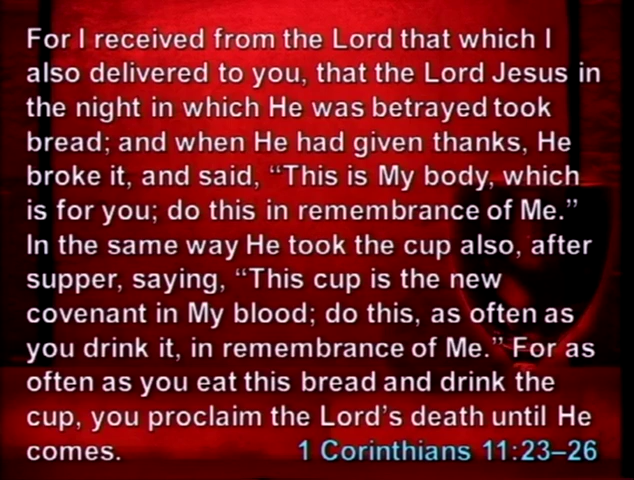 For I received from the Lord that which I
also delivered to you, that the Lord Jesus in
the night in which He was betrayed took
bread; and when He had given thanks, He
broke it, and said, “This is My body, which
is for you; do this in remembrance of Me.”
In the same way He took the cup also, after
supper, saying, “This cup is the new
covenant in My blood; do this, as often as
you drink it, in remembrance of Me.” For as
often as you eat this bread and drink the
cup, you proclaim the Lord’s death until He
comes. 1 Corinthians 11:23–26